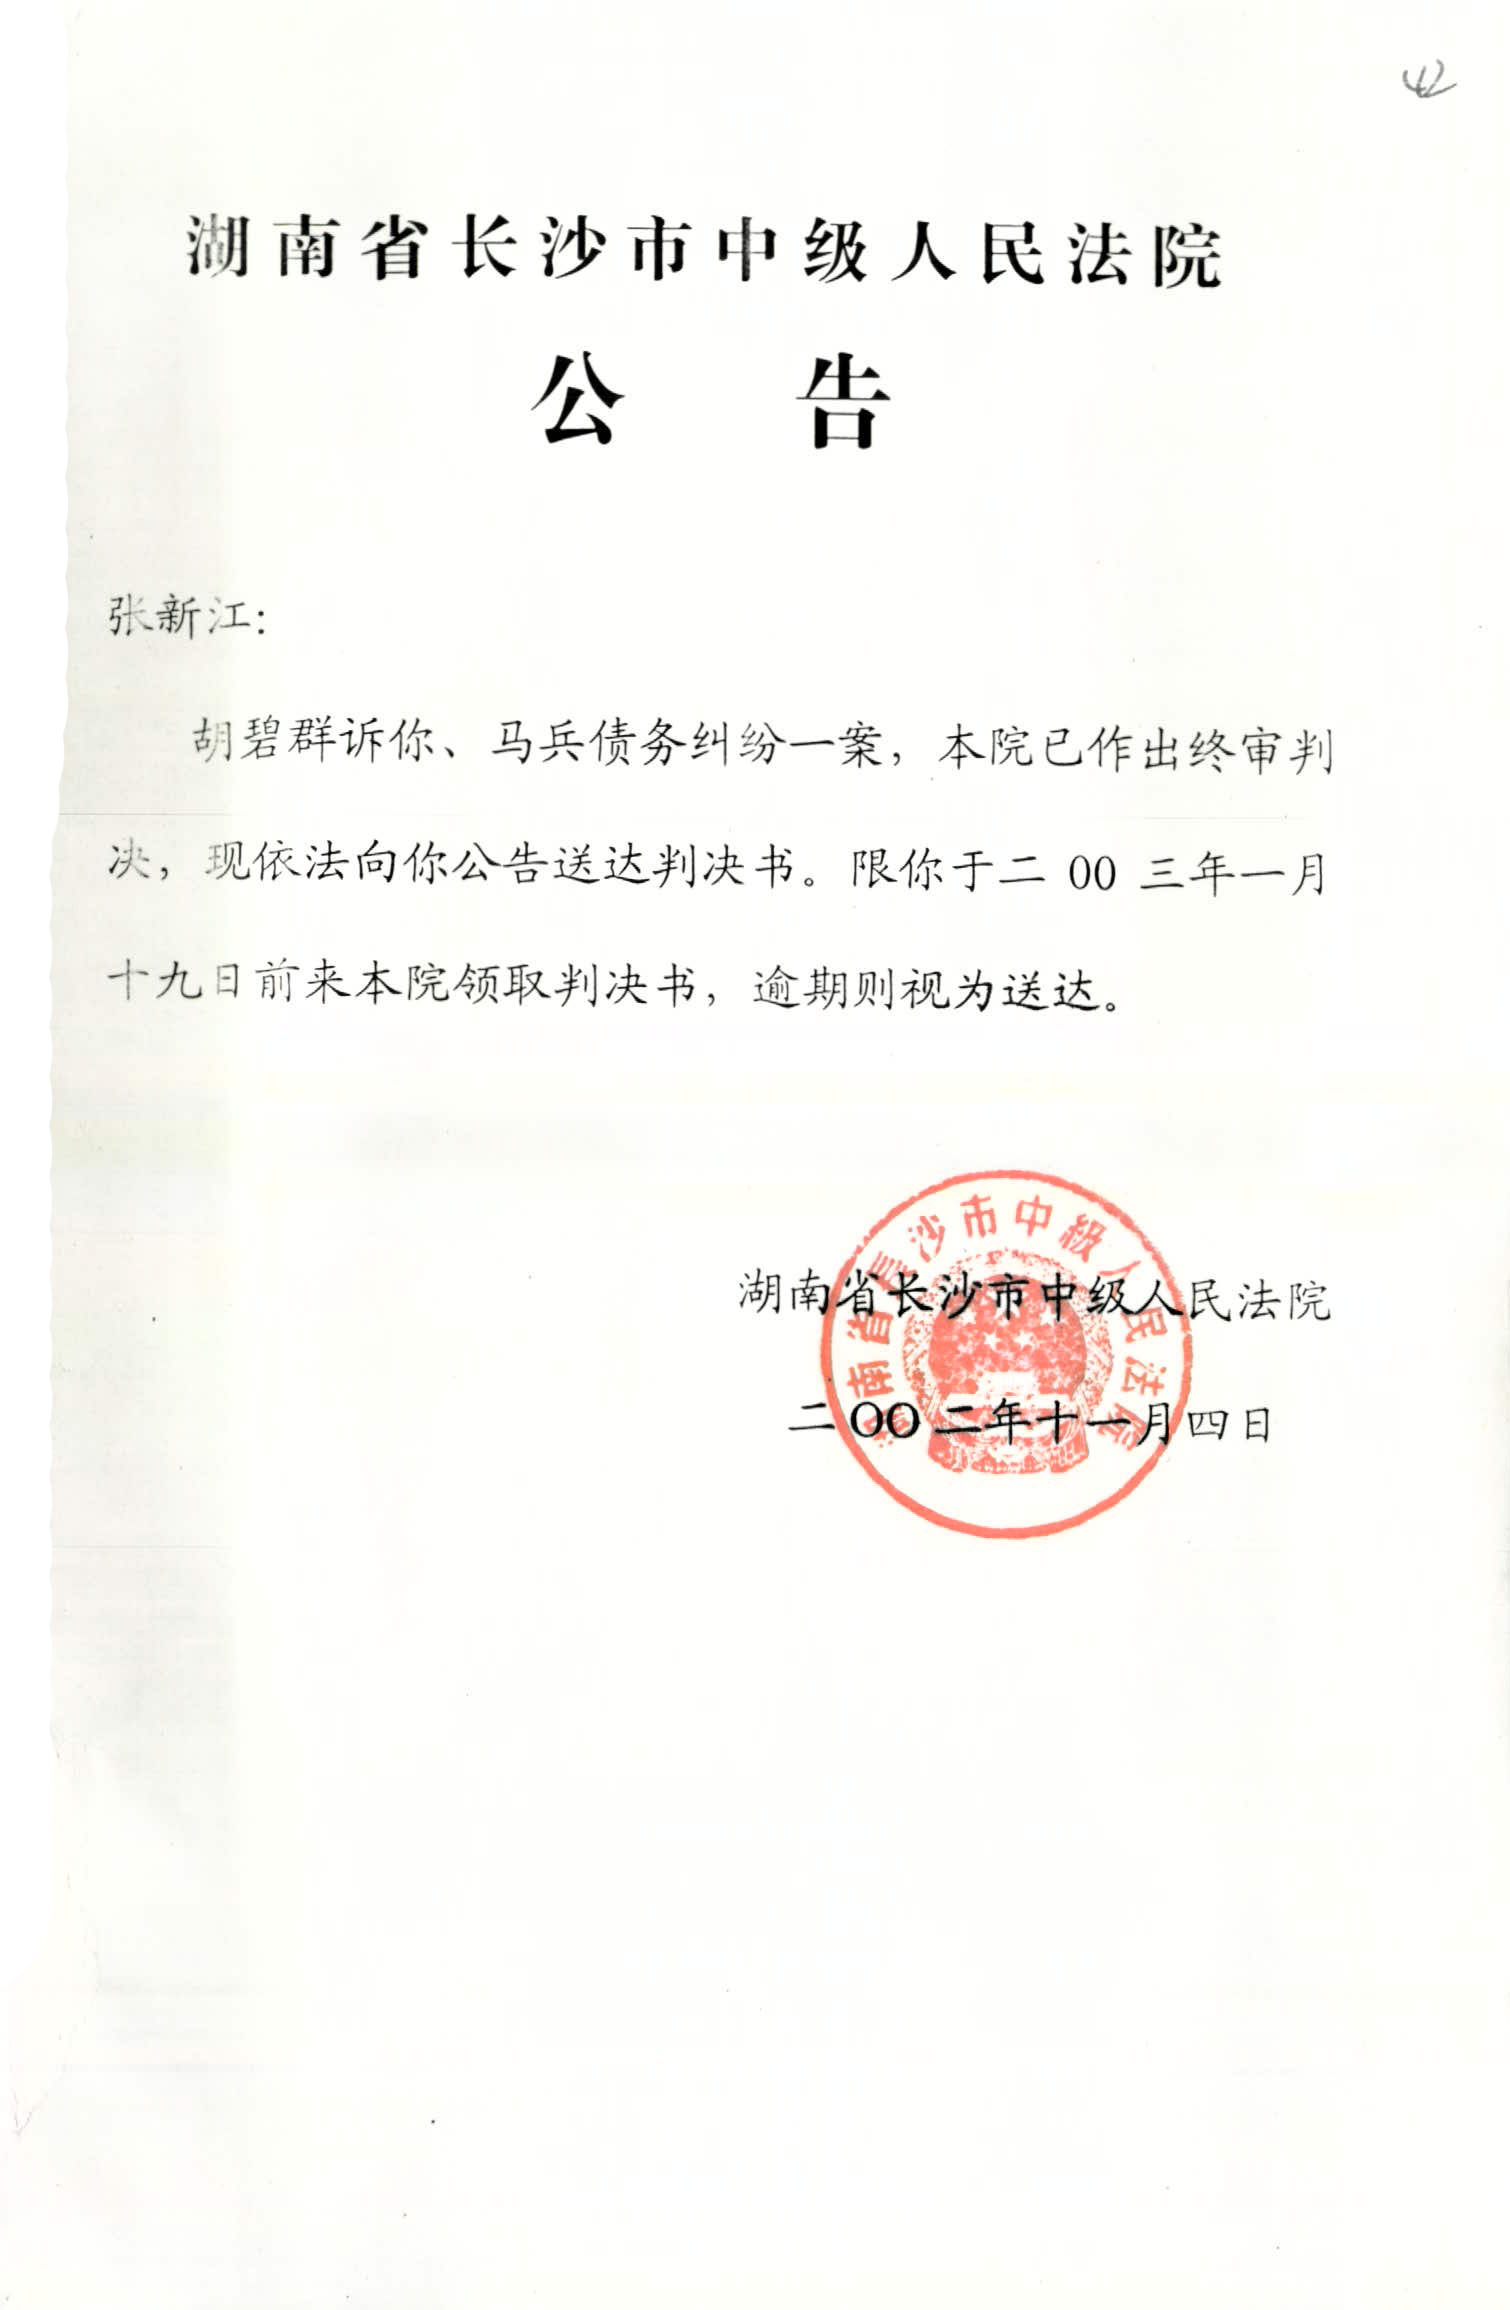 42
湖南省长沙市中级人民法院
公告
张新江：
胡碧群诉你、马兵债务纠纷一案，本院已作出终审判
决，现依法向你公告送达判决书。限你于二 00 三年一月
十九日前来本院领取判决书，逾期则视为送达。
湖南省长沙市中级人民法院
湖南省长沙市中级人民法院
二 OO 二年十一月四日